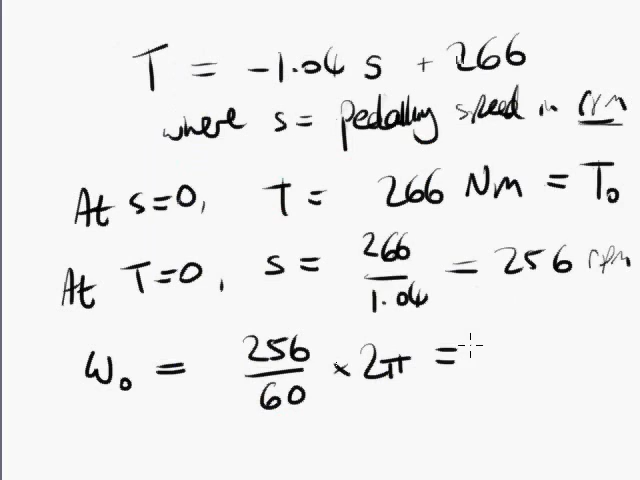 T = -1.04 s + 266
where s = pedalling speed in rpm
At s=0, T = 266 Nm = T₀
At T=0, s = 266/1.04 = 256 rpm
ω₀ = 256/60 × 2π =